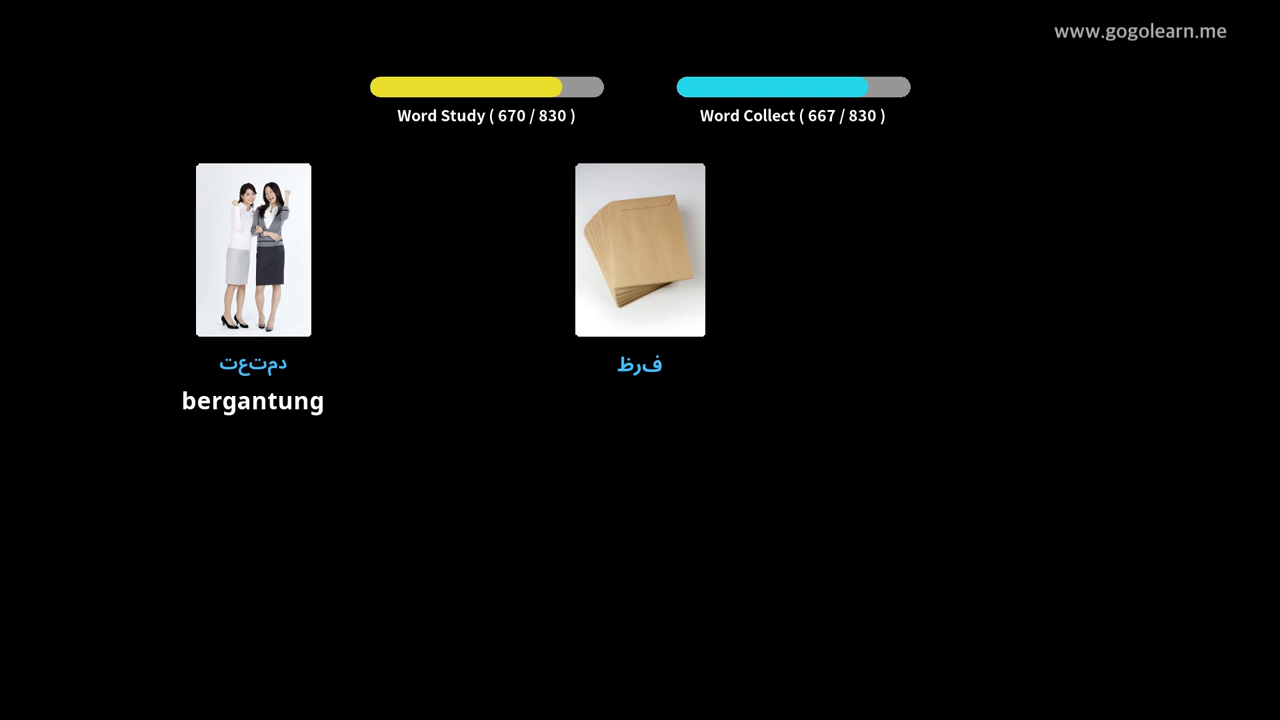 www.gogolearn.me
Word Study ( 670 / 830 )
Word Collect ( 667 / 830 )
دمتعت
bergantung
فرظ